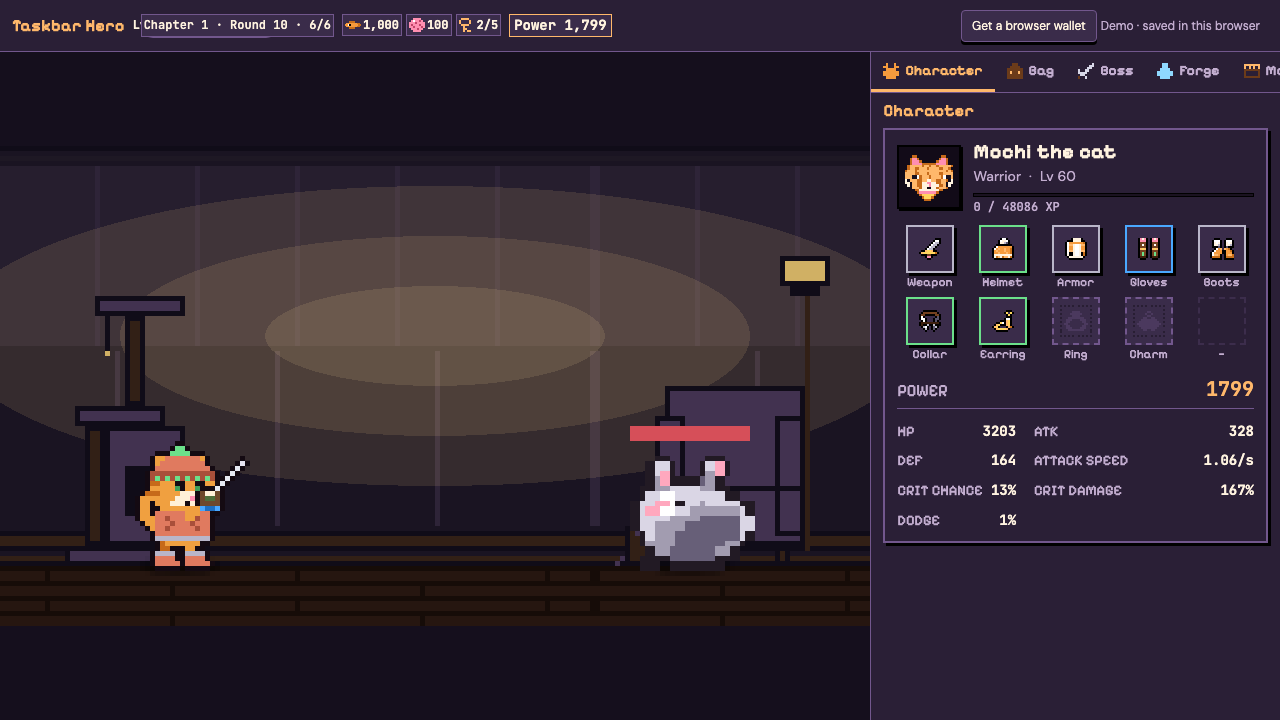 Taskbar Hero L Chapter 1 · Round 10 · 6/6 1,000 100 2/5 Power 1,799 Get a browser wallet Demo · saved in this browser
Character Bag Boss Forge
Character
Mochi the cat
Warrior · Lv 60
0 / 48086 XP
Weapon Helmet Armor Gloves Boots
Collar Earring Ring Charm -
POWER 1799
HP 3203 ATK 328
DEF 164 ATTACK SPEED 1.06/s
CRIT CHANCE 13% CRIT DAMAGE 167%
DODGE 1%